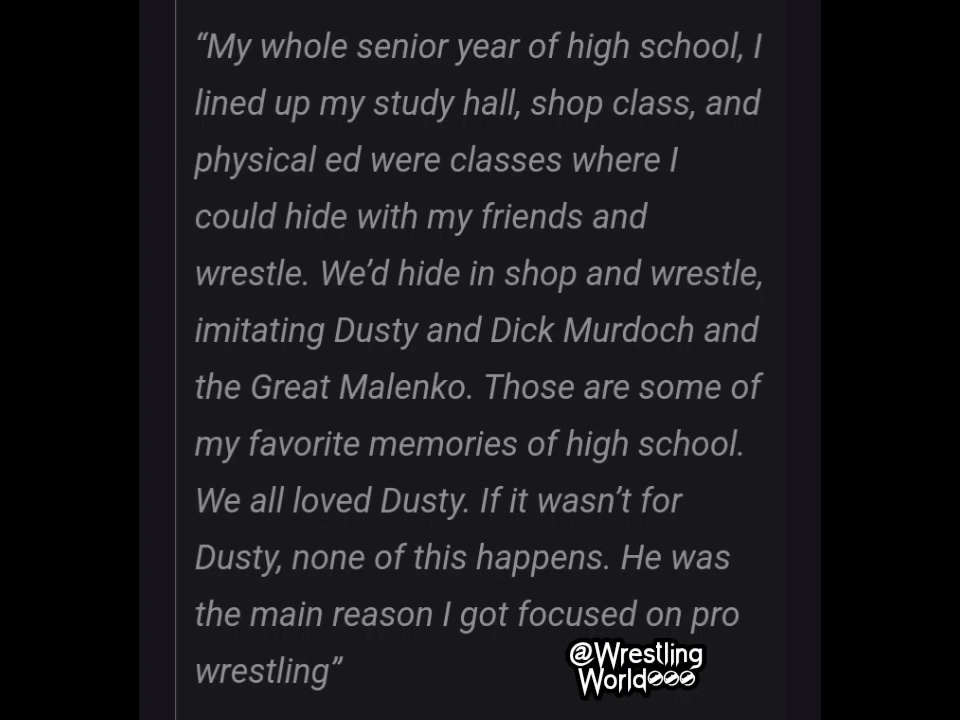 “My whole senior year of high school, I
lined up my study hall, shop class, and
physical ed were classes where I
could hide with my friends and
wrestle. We’d hide in shop and wrestle,
imitating Dusty and Dick Murdoch and
the Great Malenko. Those are some of
my favorite memories of high school.
We all loved Dusty. If it wasn’t for
Dusty, none of this happens. He was
the main reason I got focused on pro
wrestling”
@Wrestling
World